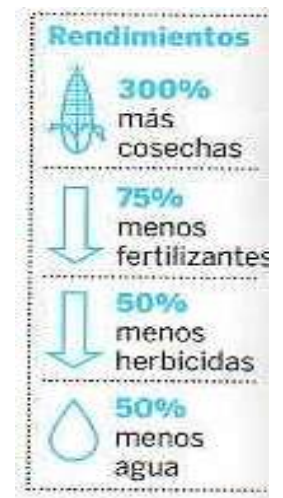 Rendimientos
300%
más
cosechas
75%
menos
fertilizantes
50%
menos
herbicidas
50%
menos
agua